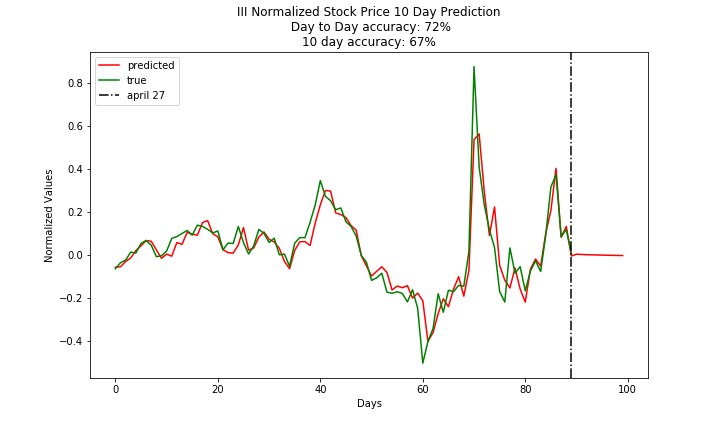 III Normalized Stock Price 10 Day Prediction
Day to Day accuracy: 72%
10 day accuracy: 67%
predicted
true
april 27
Normalized Values
0.8
0.6
0.4
0.2
0.0
−0.2
−0.4
0 20 40 60 80 100
Days